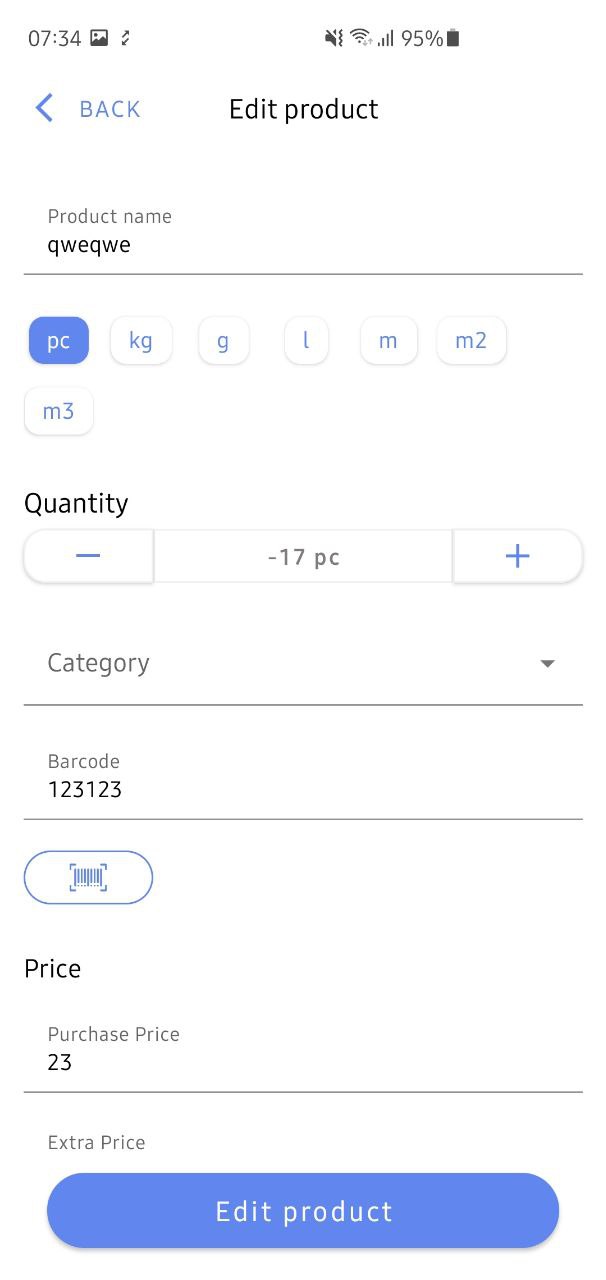 07:34 95%
BACK Edit product
Product name
qweqwe
pc kg g l m m2
m3
Quantity
-17 pc
Category
Barcode
123123
Price
Purchase Price
23
Extra Price
Edit product